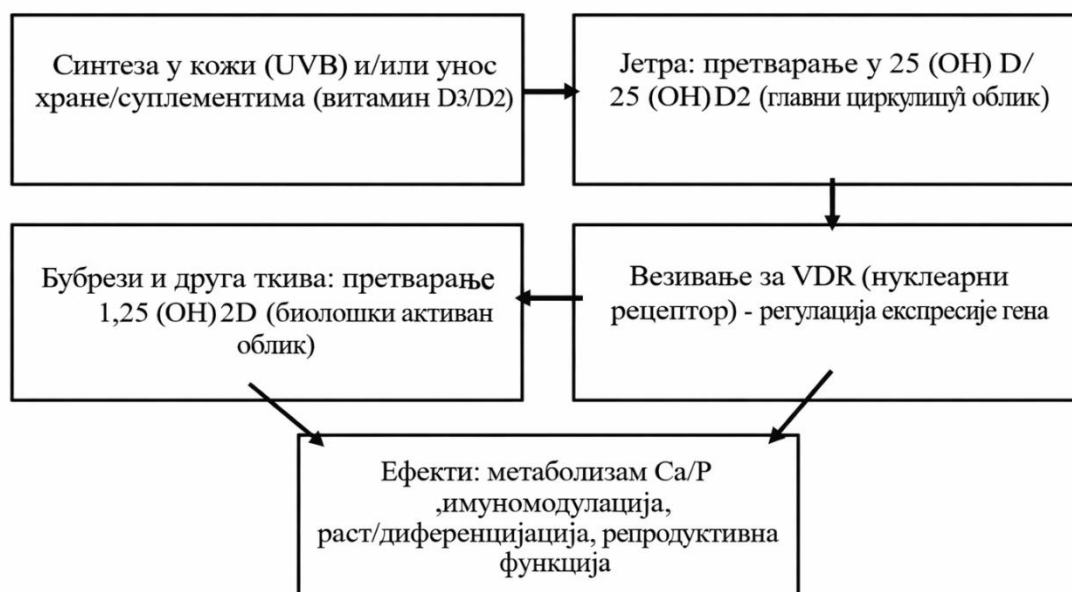 Синтеза у кожи (UVB) и/или унос
хране/суплементима (витамин D3/D2)
Јетра: претварање у 25 (OH) D/
25 (OH) D2 (главни циркулицуј облик)
Бубрези и друга ткива: претварање
1,25 (OH) 2D (биолошки активан
облик)
Везивање за VDR (нуклеарни
рецептор) - регулација експресије гена
Ефекти: метаболизам Ca/P
,имуномодулација,
раст/диференцијација, репродуктивна
функција